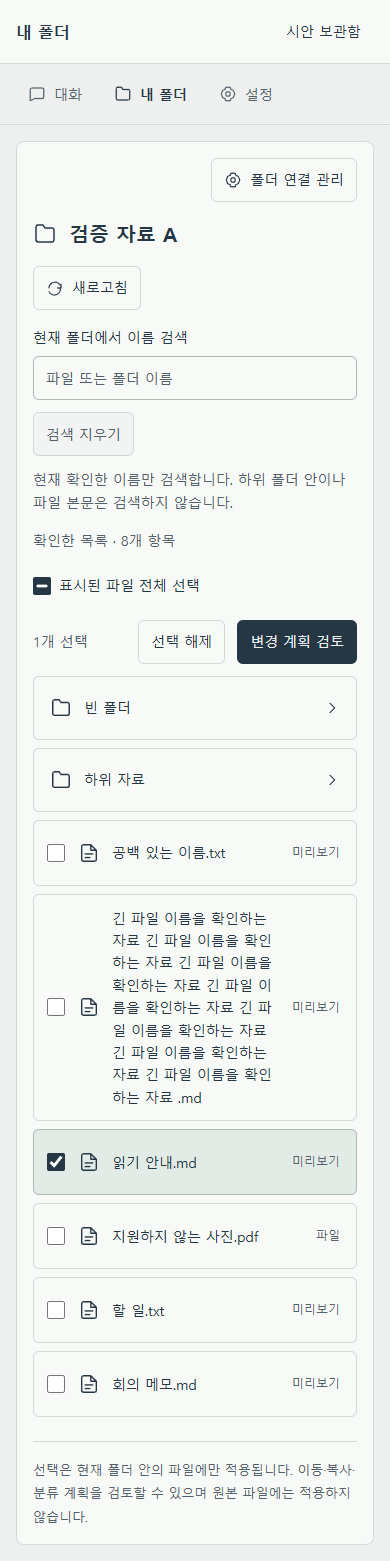 내 폴더
시안 보관함
대화
내 폴더
설정
폴더 연결 관리
검증 자료 A
새로고침
현재 폴더에서 이름 검색
파일 또는 폴더 이름
검색 지우기
현재 확인한 이름만 검색합니다. 하위 폴더 안이나
파일 본문은 검색하지 않습니다.
확인한 목록 · 8개 항목
표시된 파일 전체 선택
1개 선택
선택 해제
변경 계획 검토
빈 폴더
하위 자료
공백 있는 이름.txt
미리보기
긴 파일 이름을 확인하는
자료 긴 파일 이름을 확인
하는 자료 긴 파일 이름을
확인하는 자료 긴 파일 이
름을 확인하는 자료 긴 파
일 이름을 확인하는 자료
긴 파일 이름을 확인하는
자료 긴 파일 이름을 확인
하는 자료 .md
미리보기
읽기 안내.md
미리보기
지원하지 않는 사진.pdf
파일
할 일.txt
미리보기
회의 메모.md
미리보기
선택은 현재 폴더 안의 파일에만 적용됩니다. 이동·복사·
분류 계획을 검토할 수 있으며 원본 파일에는 적용하지
않습니다.